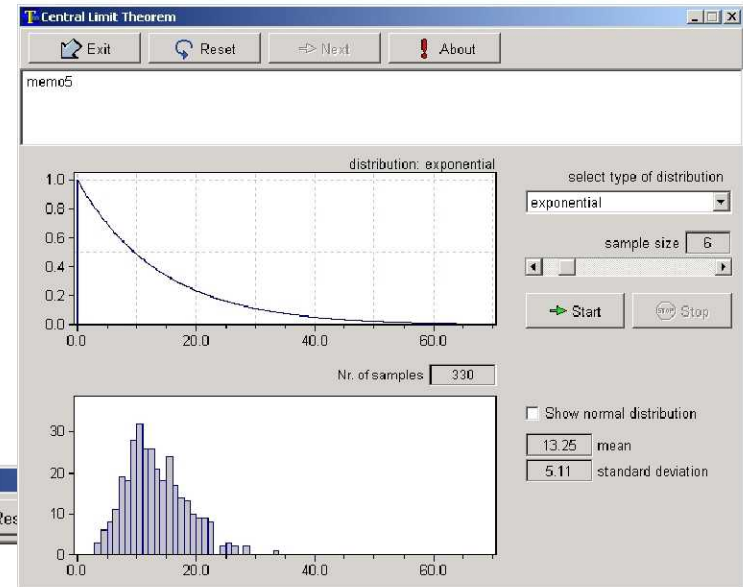 Central Limit Theorem
Exit Reset Next About
memo5
distribution: exponential
1.0
0.8
0.6
0.4
0.2
0.0
0.0 20.0 40.0 60.0
select type of distribution
exponential
sample size 6
Start STOP Stop
Nr. of samples 330
30
20
10
0
0.0 20.0 40.0 60.0
Show normal distribution
13.25 mean
5.11 standard deviation
Res